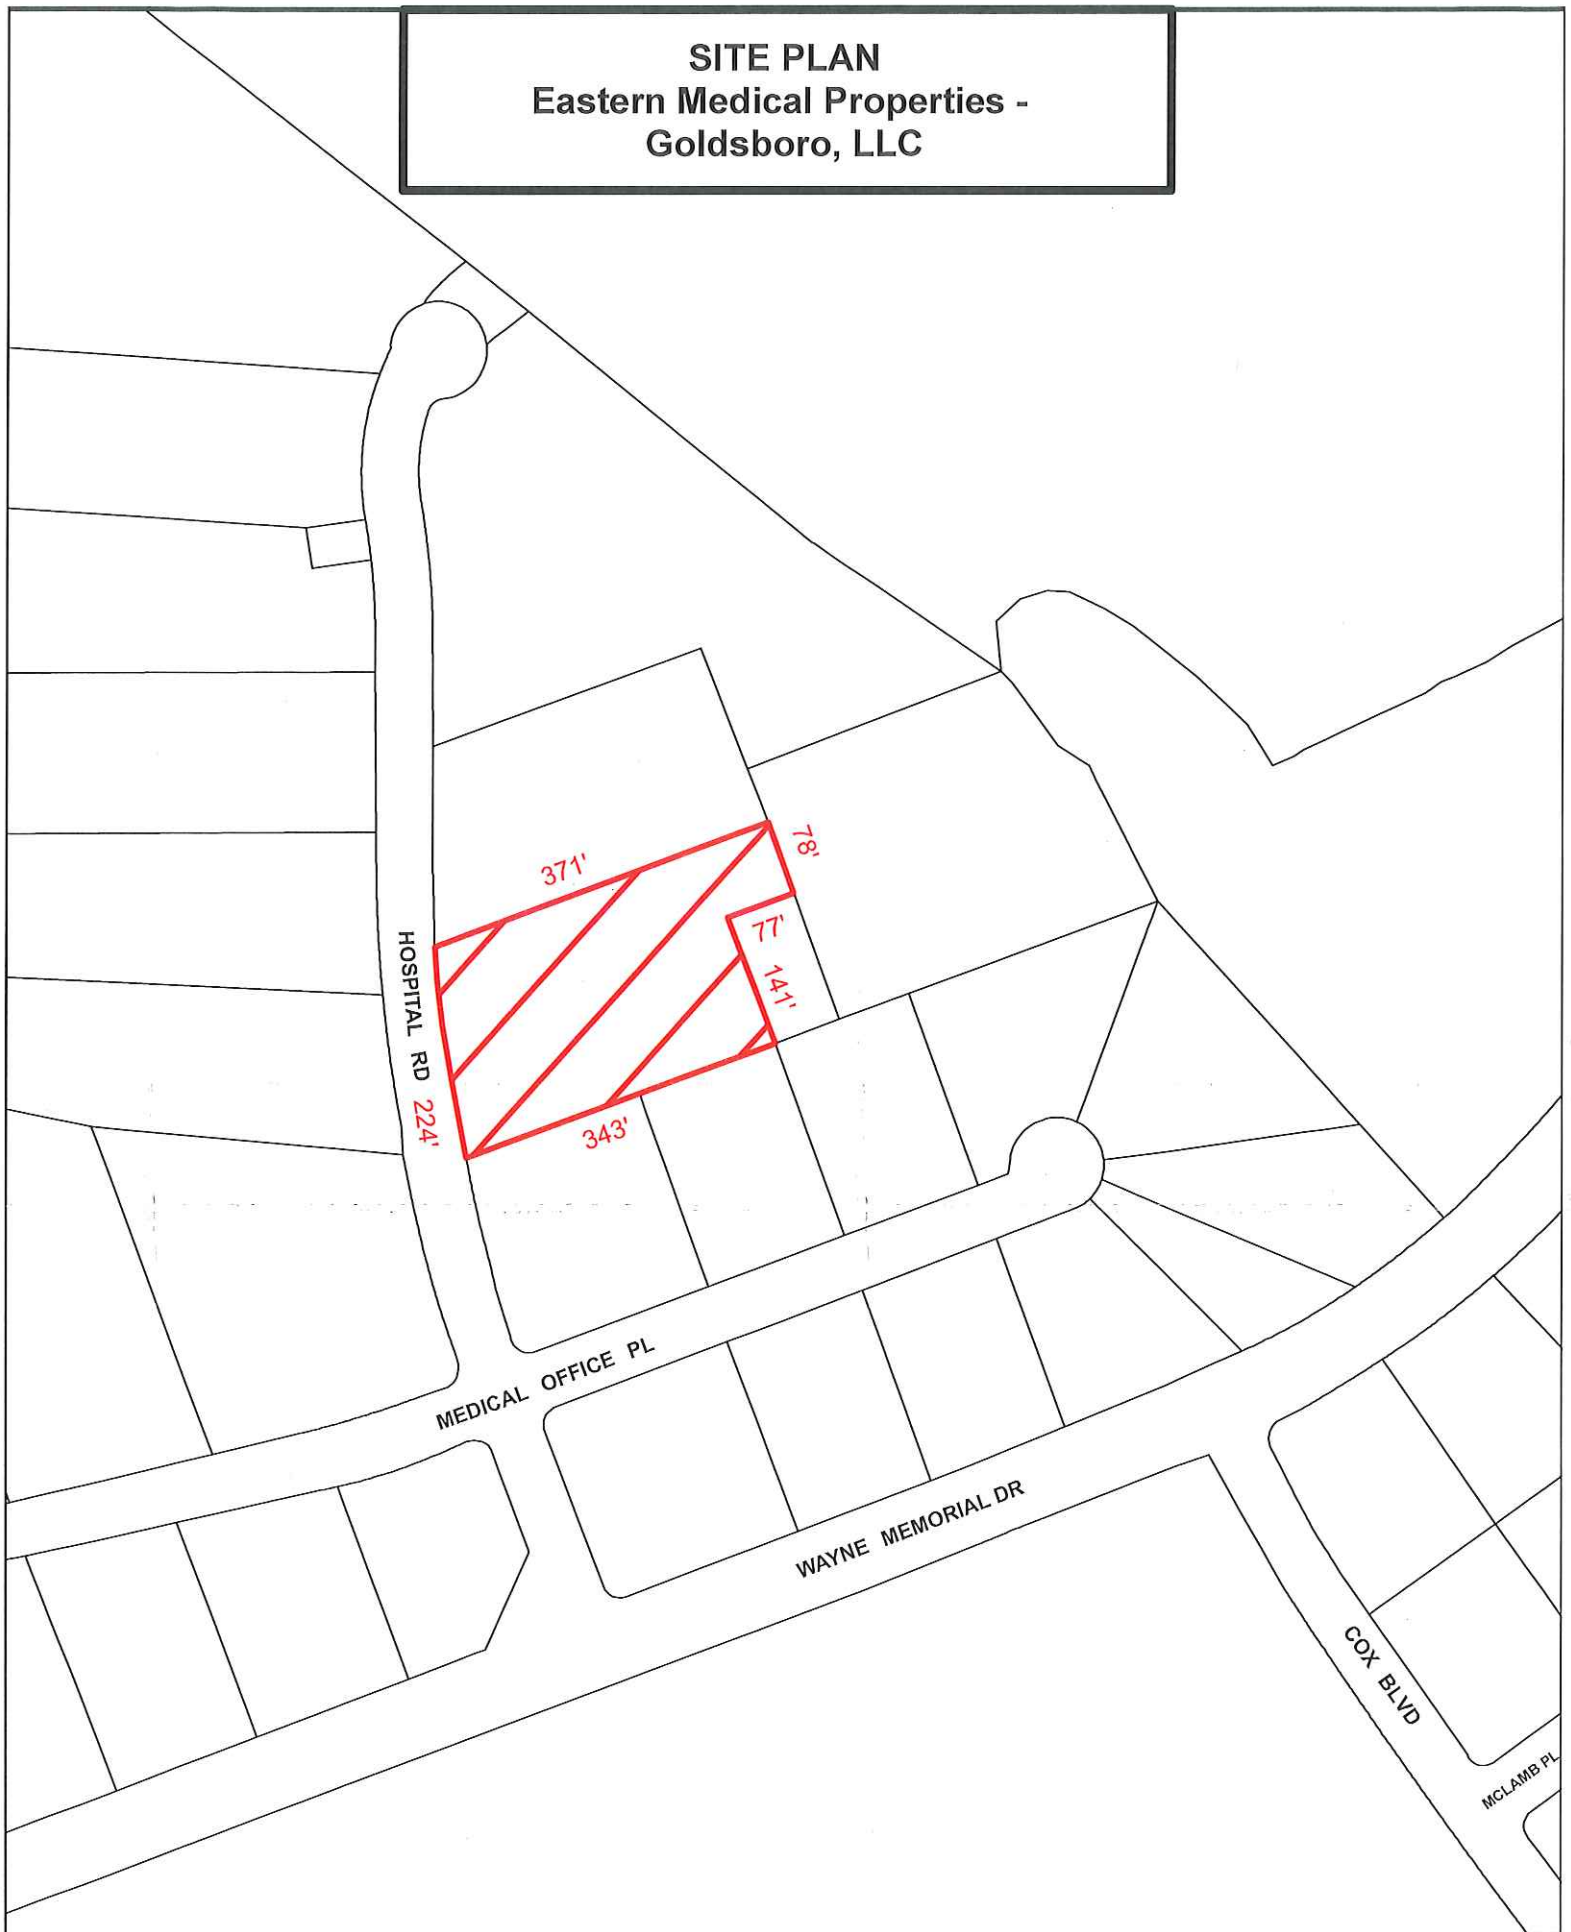 SITE PLAN
Eastern Medical Properties -
Goldsboro, LLC
371'
78'
77'
141'
HOSPITAL RD
224'
343'
MEDICAL OFFICE PL
WAYNE MEMORIAL DR
COX BLVD
MCLAMB PL